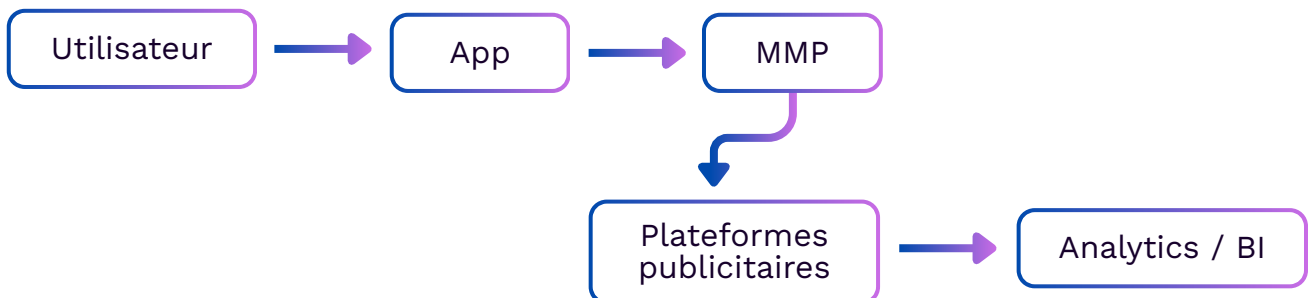 Utilisateur
App
MMP
Plateformes
publicitaires
Analytics / BI